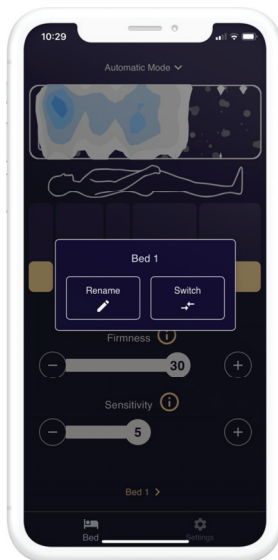 10:29
Automatic Mode
Bed 1
Rename
Switch
Firmness i
30
Sensitivity i
5
Bed 1 >
Bed
Settings